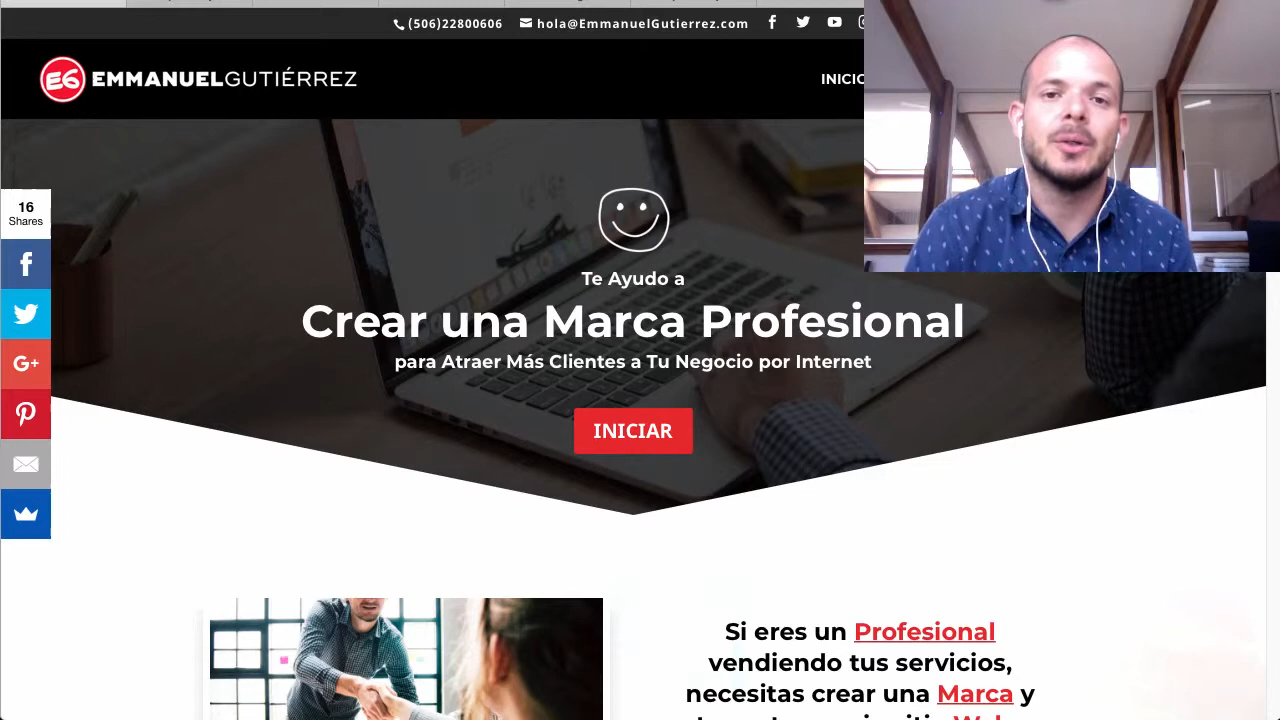 (506)22800606 hola@EmmanuelGutierrez.com
E6 EMMANUELGUTIÉRREZ
INICIO
16
Shares
Te Ayudo a
Crear una Marca Profesional
para Atraer Más Clientes a Tu Negocio por Internet
INICIAR
Si eres un Profesional
vendiendo tus servicios,
necesitas crear una Marca y